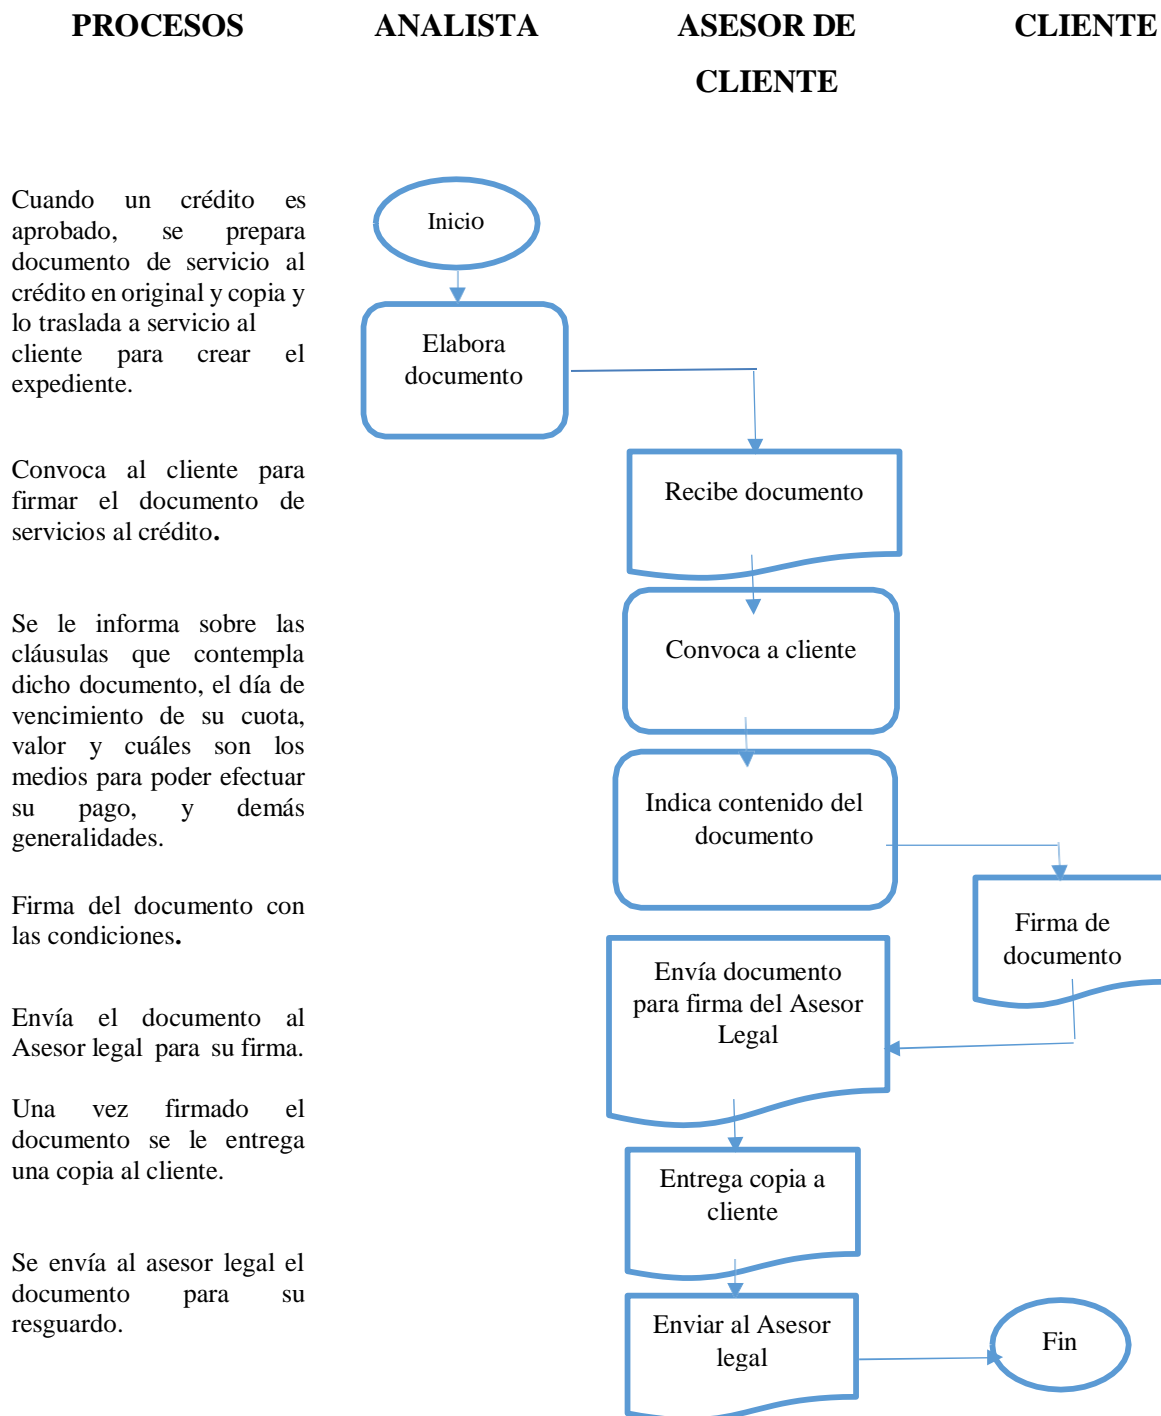 PROCESOS ANALISTA ASESOR DE CLIENTE
CLIENTE
Cuando un crédito es
aprobado, se prepara
documento de servicio al
crédito en original y copia y
lo traslada a servicio al
cliente para crear el
expediente.
Inicio
Elabora
documento
Convoca al cliente para
firmar el documento de
servicios al crédito.
Recibe documento
Se le informa sobre las
cláusulas que contempla
dicho documento, el día de
vencimiento de su cuota,
valor y cuáles son los
medios para poder efectuar
su pago, y demás
generalidades.
Convoca a cliente
Indica contenido del
documento
Firma del documento con
las condiciones.
Firma de
documento
Envía el documento al
Asesor legal para su firma.
Envía documento
para firma del Asesor
Legal
Una vez firmado el
documento se le entrega
una copia al cliente.
Entrega copia a
cliente
Se envía al asesor legal el
documento para su
resguardo.
Enviar al Asesor
legal
Fin